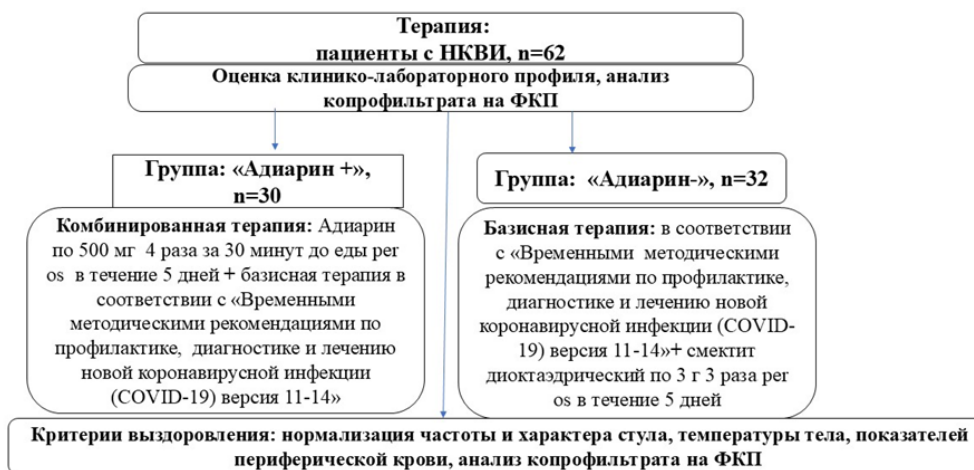 Терапия:
пациенты с НКВИ, n=62
Оценка клинико-лабораторного профиля, анализ
копрофильтрата на ФКП
Группа: «Адиарин +»,
n=30
Комбинированная терапия: Адиарин
по 500 мг 4 раза за 30 минут до еды per
os в течение 5 дней + базисная терапия в
соответствии с «Временными
методическими рекомендациями по
профилактике, диагностике и лечению
новой коронавирусной инфекции
(COVID-19) версия 11-14»
Группа: «Адиарин-», n=32
Базисная терапия: в соответствии
с «Временными методическими
рекомендациями по профилактике,
диагностике и лечению новой
коронавирусной инфекции (COVID-
19) версия 11-14»+ смектит
диоктаэдрический по 3 г 3 раза per
os в течение 5 дней
Критерии выздоровления: нормализация частоты и характера стула, температуры тела, показателей
периферической крови, анализ копрофильтрата на ФКП